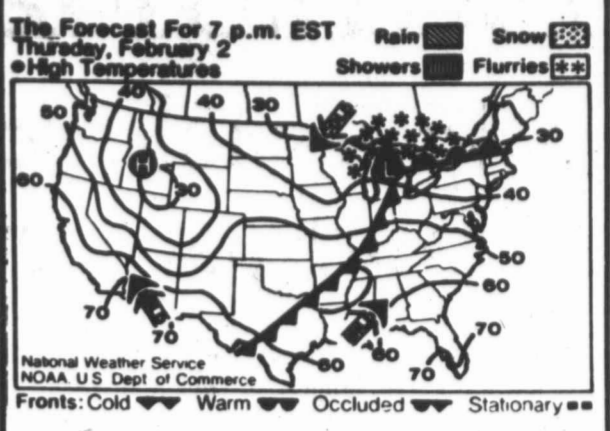 The Forecast For 7 p.m. EST
Thursday, February 2
●High Temperatures
Rain Snow
Showers Flurries
40 40 30
50
30
H
60 30
40
50
60
70 70
60 60
70 70
National Weather Service
NOAA. U S Dept of Commerce
Fronts: Cold Warm Occluded Stationary